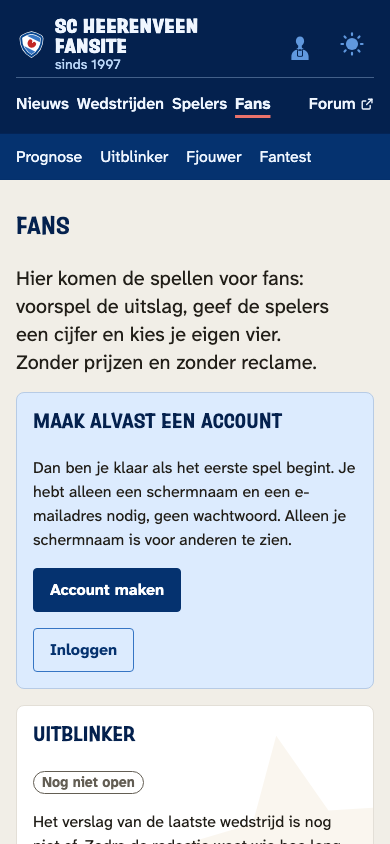 SC HEERENVEEN
FANSITE
sinds 1997
Nieuws Wedstrijden Spelers Fans Forum
Prognose Uitblinker Fjouwer Fantest
FANS
Hier komen de spellen voor fans:
voorspel de uitslag, geef de spelers
een cijfer en kies je eigen vier.
Zonder prijzen en zonder reclame.
MAAK ALVAST EEN ACCOUNT
Dan ben je klaar als het eerste spel begint. Je
hebt alleen een schermnaam en een e-
mailadres nodig, geen wachtwoord. Alleen je
schermnaam is voor anderen te zien.
Account maken
Inloggen
UITBLINKER
Nog niet open
Het verslag van de laatste wedstrijd is nog